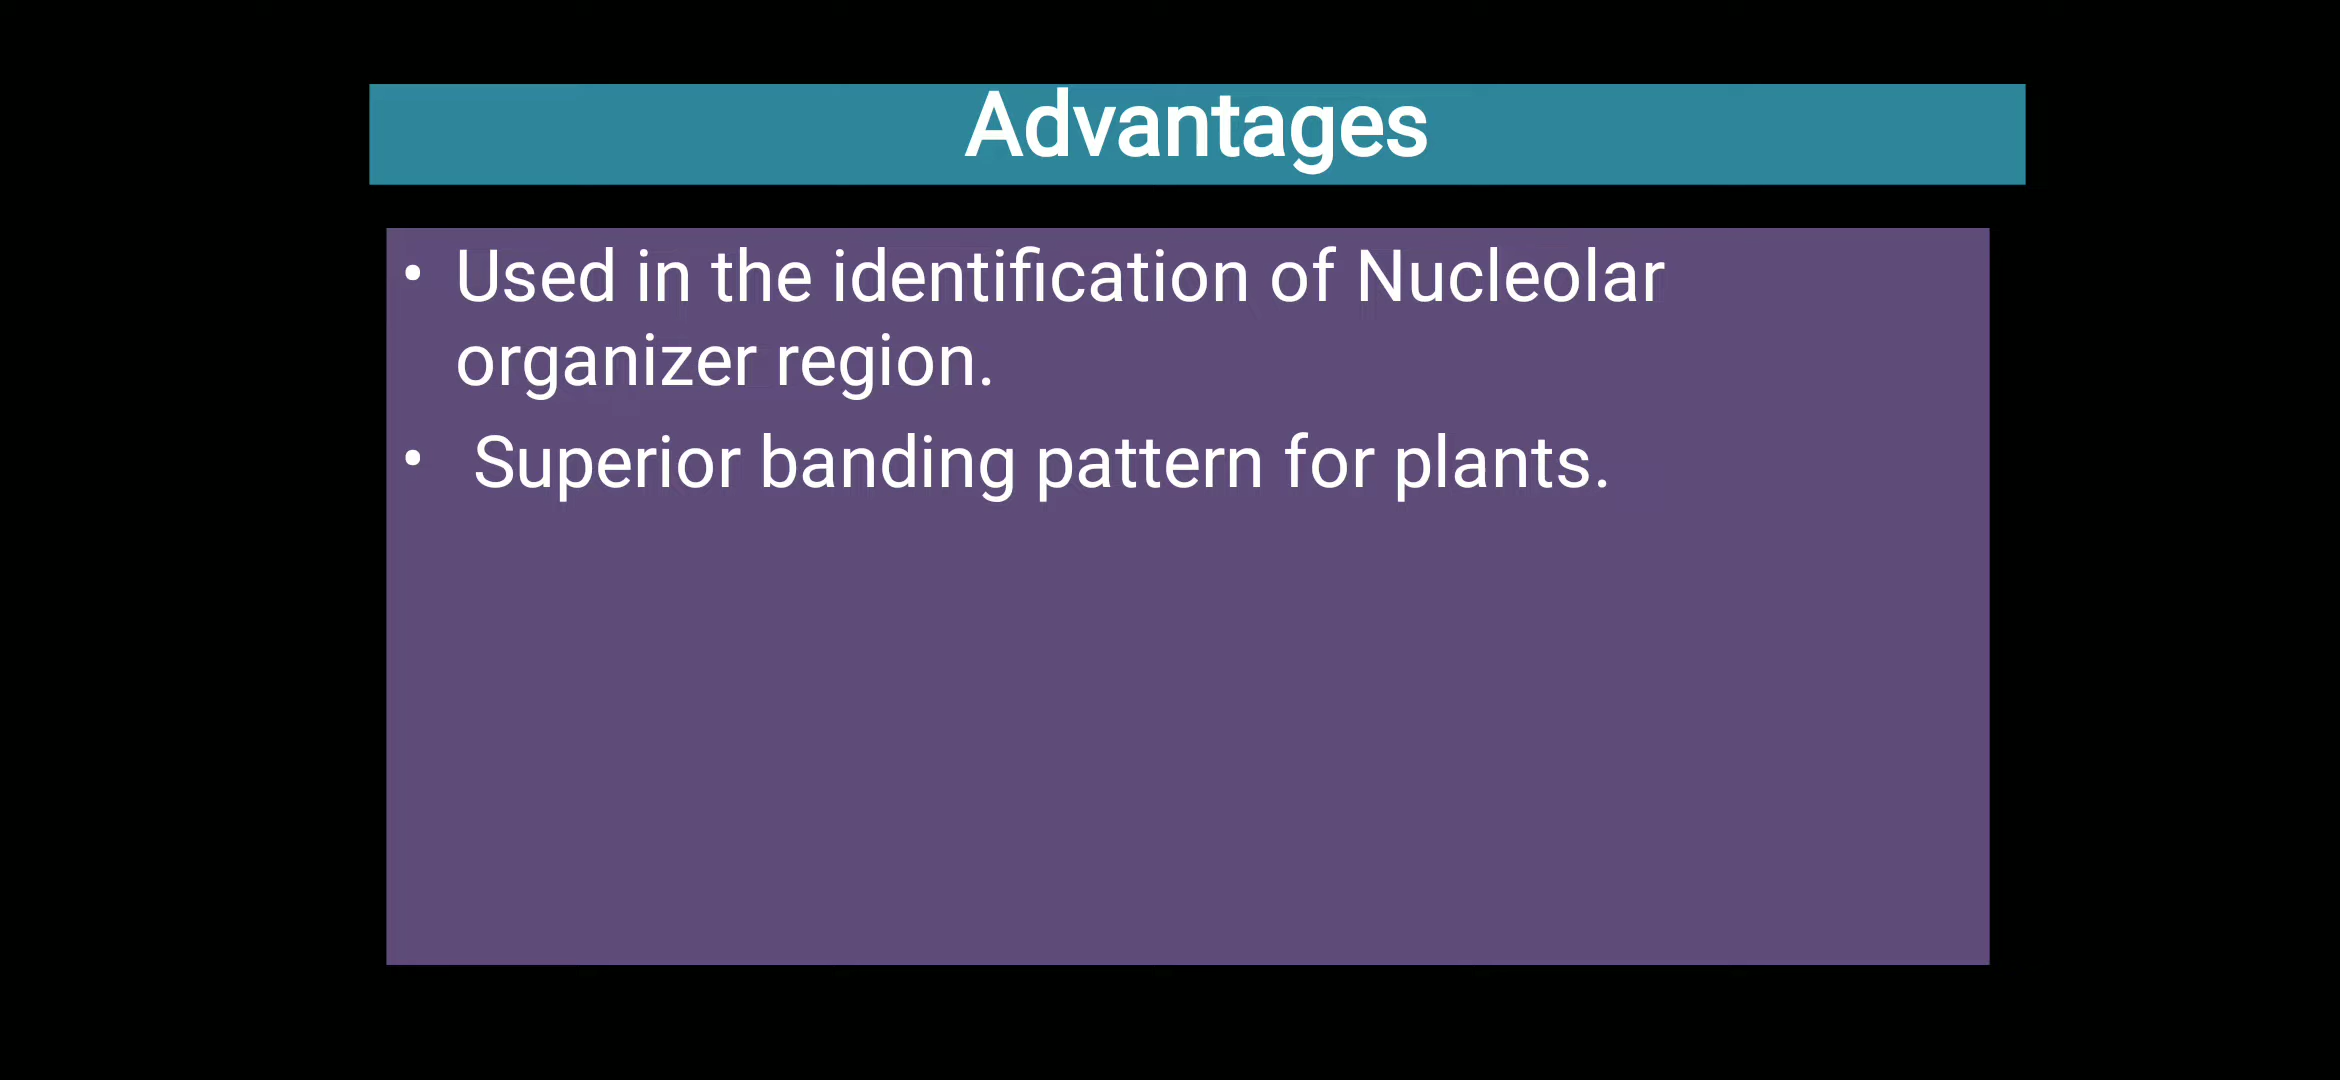 Advantages
• Used in the identification of Nucleolar
organizer region.
• Superior banding pattern for plants.